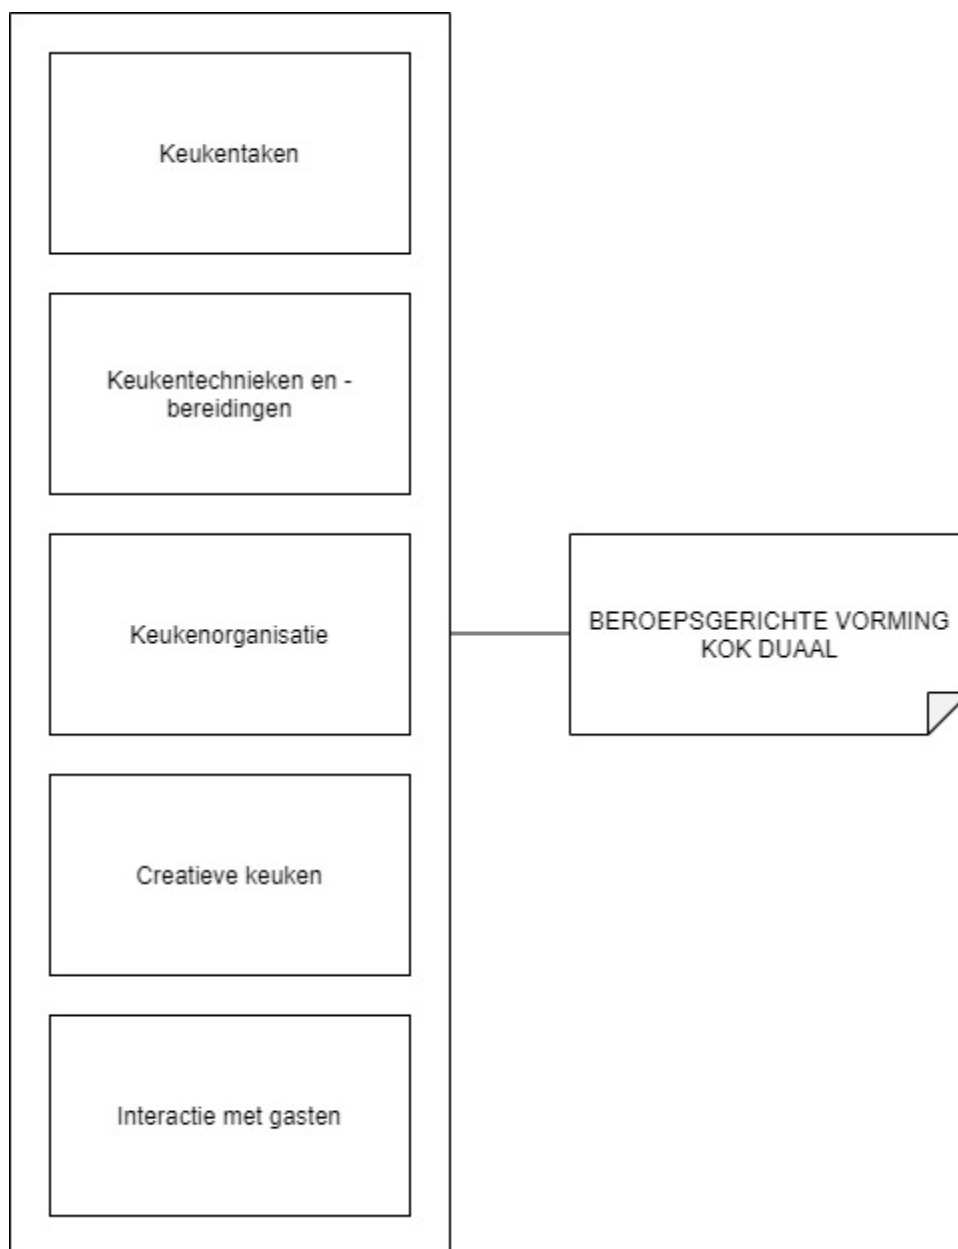 Keukentaken
Keukentechnieken en -
bereidingen
Keukenorganisatie
BEROEPSGERICHTE VORMING
KOK DUAAL
Creatieve keuken
Interactie met gasten